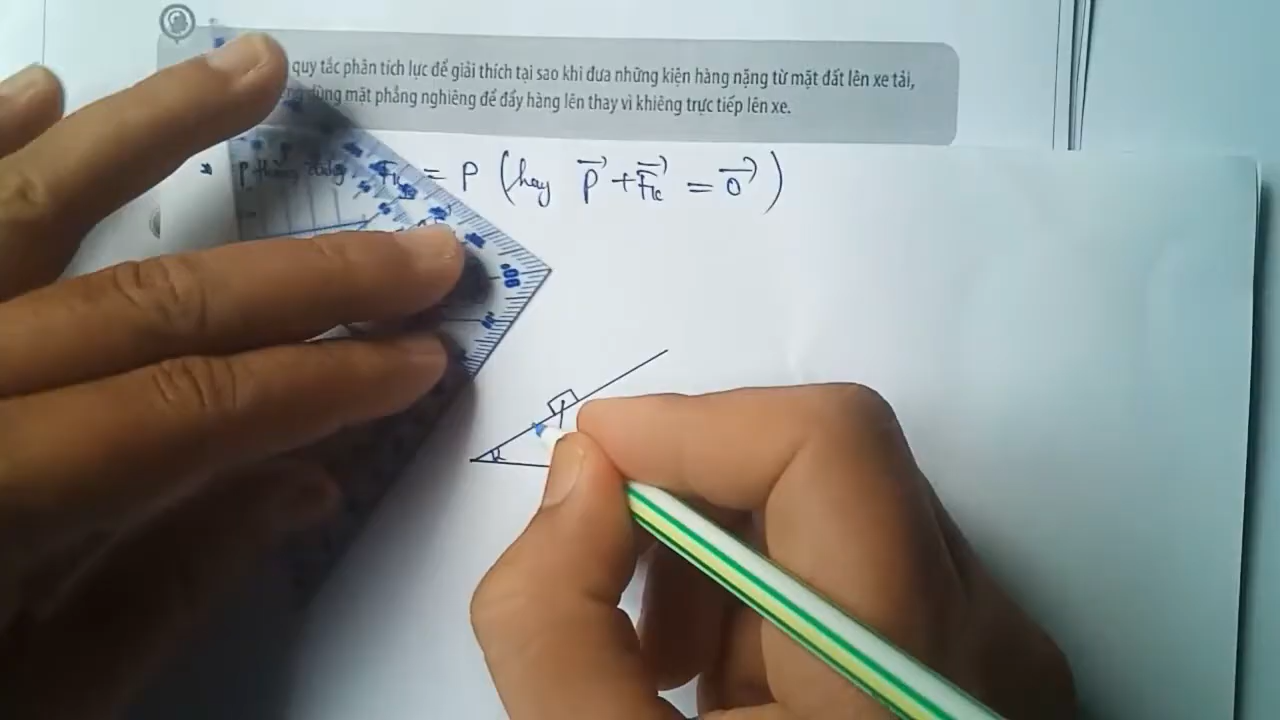 quy tắc phân tích lực để giải thích tại sao khi đưa những kiện hàng nặng từ mặt đất lên xe tải,
dùng mặt phẳng nghiêng để đẩy hàng lên thay vì khiêng trực tiếp lên xe.
= P (hay P⃗ + F⃗k = 0⃗)
α